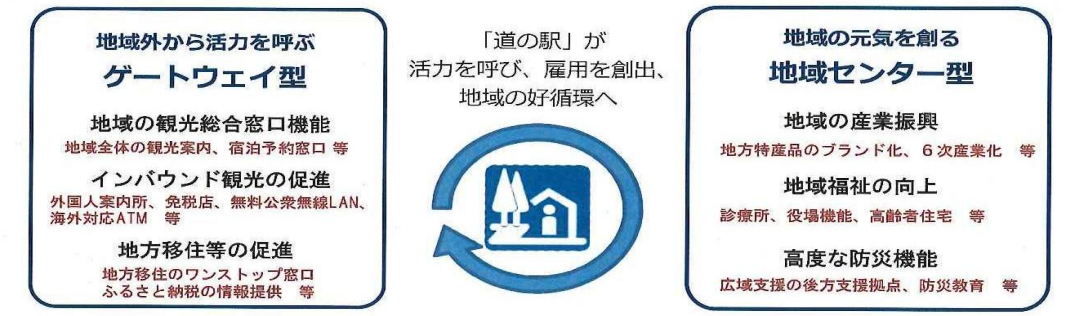 地域外から活力を呼ぶ
ゲートウェイ型
地域の観光総合窓口機能
地域全体の観光案内、宿泊予約窓口 等
インバウンド観光の促進
外国人案内所、免税店、無料公衆無線LAN、
海外対応ATM 等
地方移住等の促進
地方移住のワンストップ窓口
ふるさと納税の情報提供 等
「道の駅」が
活力を呼び、雇用を創出、
地域の好循環へ
地域の元気を創る
地域センター型
地域の産業振興
地方特産品のブランド化、6次産業化 等
地域福祉の向上
診療所、役場機能、高齢者住宅 等
高度な防災機能
広域支援の後方支援拠点、防災教育 等